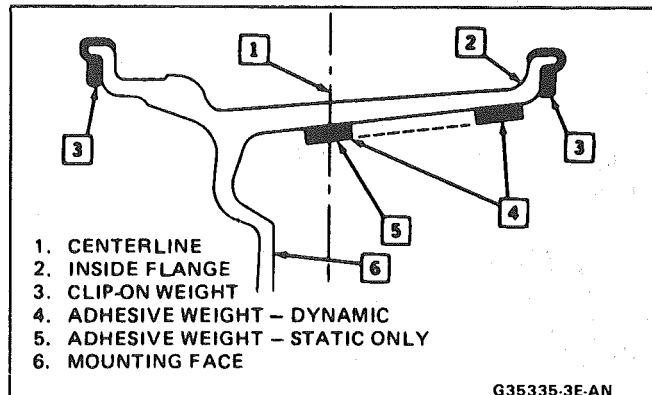 1
2
3
3
4
5
6
1. CENTERLINE
2. INSIDE FLANGE
3. CLIP-ON WEIGHT
4. ADHESIVE WEIGHT – DYNAMIC
5. ADHESIVE WEIGHT – STATIC ONLY
6. MOUNTING FACE
G35335-3E-AN